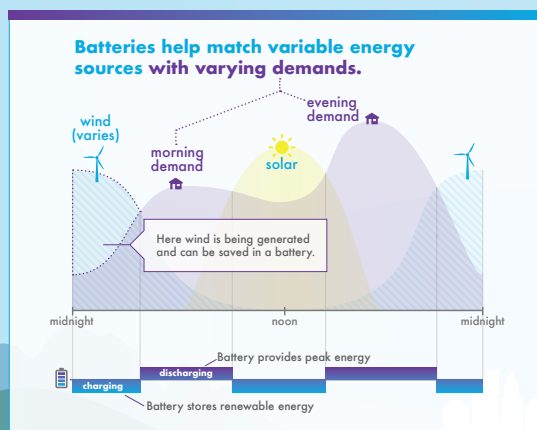 Batteries help match variable energy
sources with varying demands.
evening
demand
wind
(varies)
morning
demand
solar
Here wind is being generated
and can be saved in a battery.
midnight
noon
midnight
Battery provides peak energy
discharging
charging
Battery stores renewable energy